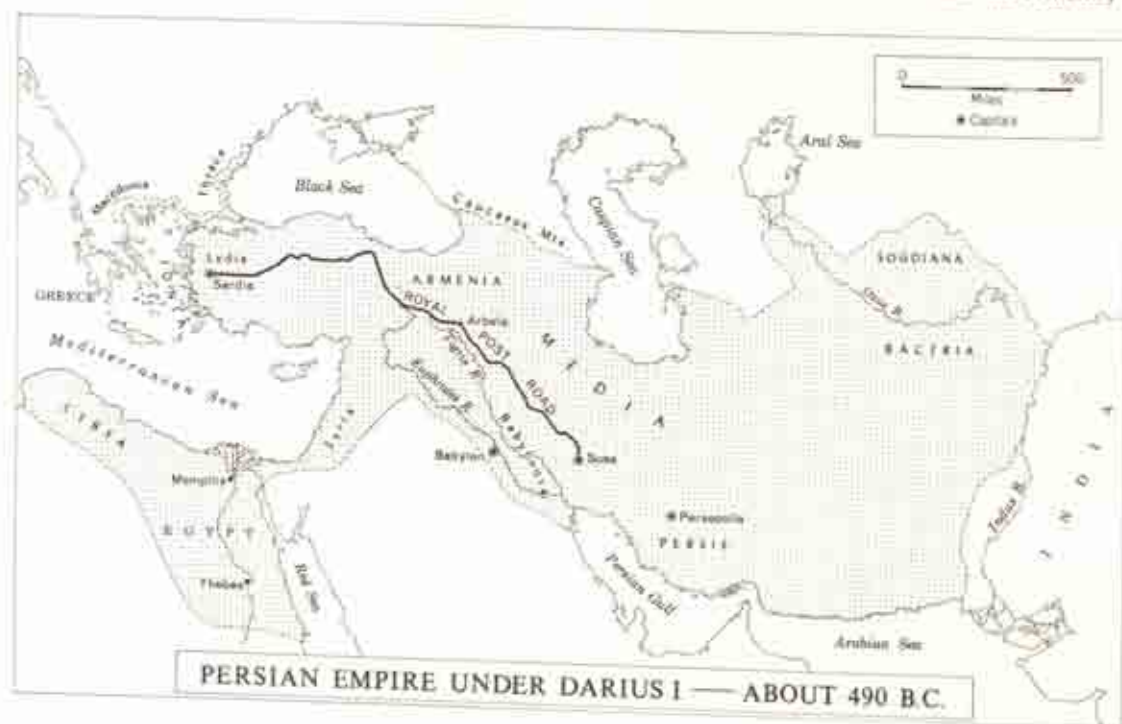 0 500
Miles
Capitals
Aral Sea
Black Sea
Caucasus Mts
Caspian Sea
Macedonia
Thrace
SOGDIANA
Lydia
Sardis
IONIA
ARMENIA
GREECE
Oxus R.
BACTRIA
ROYAL POST ROAD
Arbela
Tigris R.
MEDIA
Mediterranean Sea
Euphrates R.
LIBIA
Syria
Babylonia
Babylon
Susa
Memphis
INDIA
Indus R.
Persepolis
EGYPT
PERSIS
Thebes
Red Sea
Persian Gulf
Arabian Sea
PERSIAN EMPIRE UNDER DARIUS I — ABOUT 490 B.C.